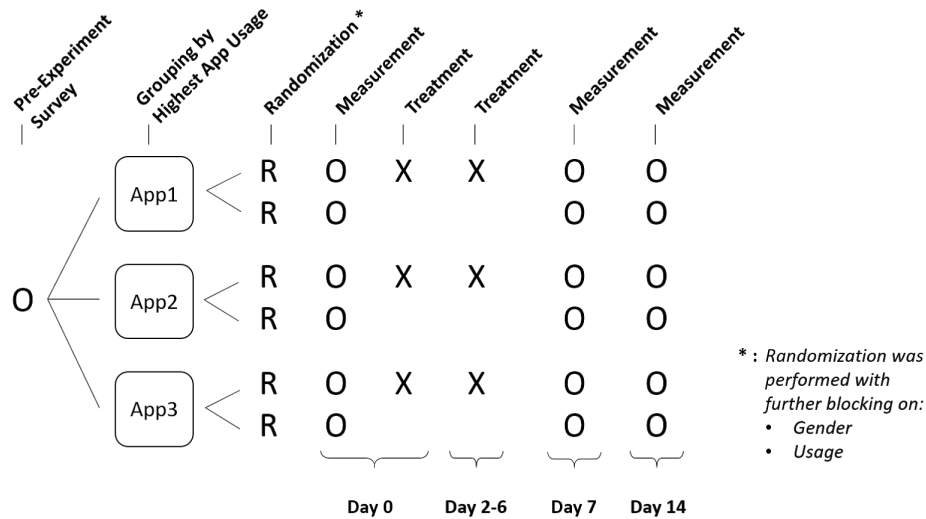 Pre-Experiment
Survey
Grouping by
Highest App Usage
Randomization *
Measurement
Treatment
Treatment
Measurement
Measurement
R O X X O O
App1
R O O O
R O X X O O
O
App2
R O O O
R O X X O O
App3
R O O O
* : Randomization was
performed with
further blocking on:
• Gender
• Usage
Day 0
Day 2-6
Day 7
Day 14